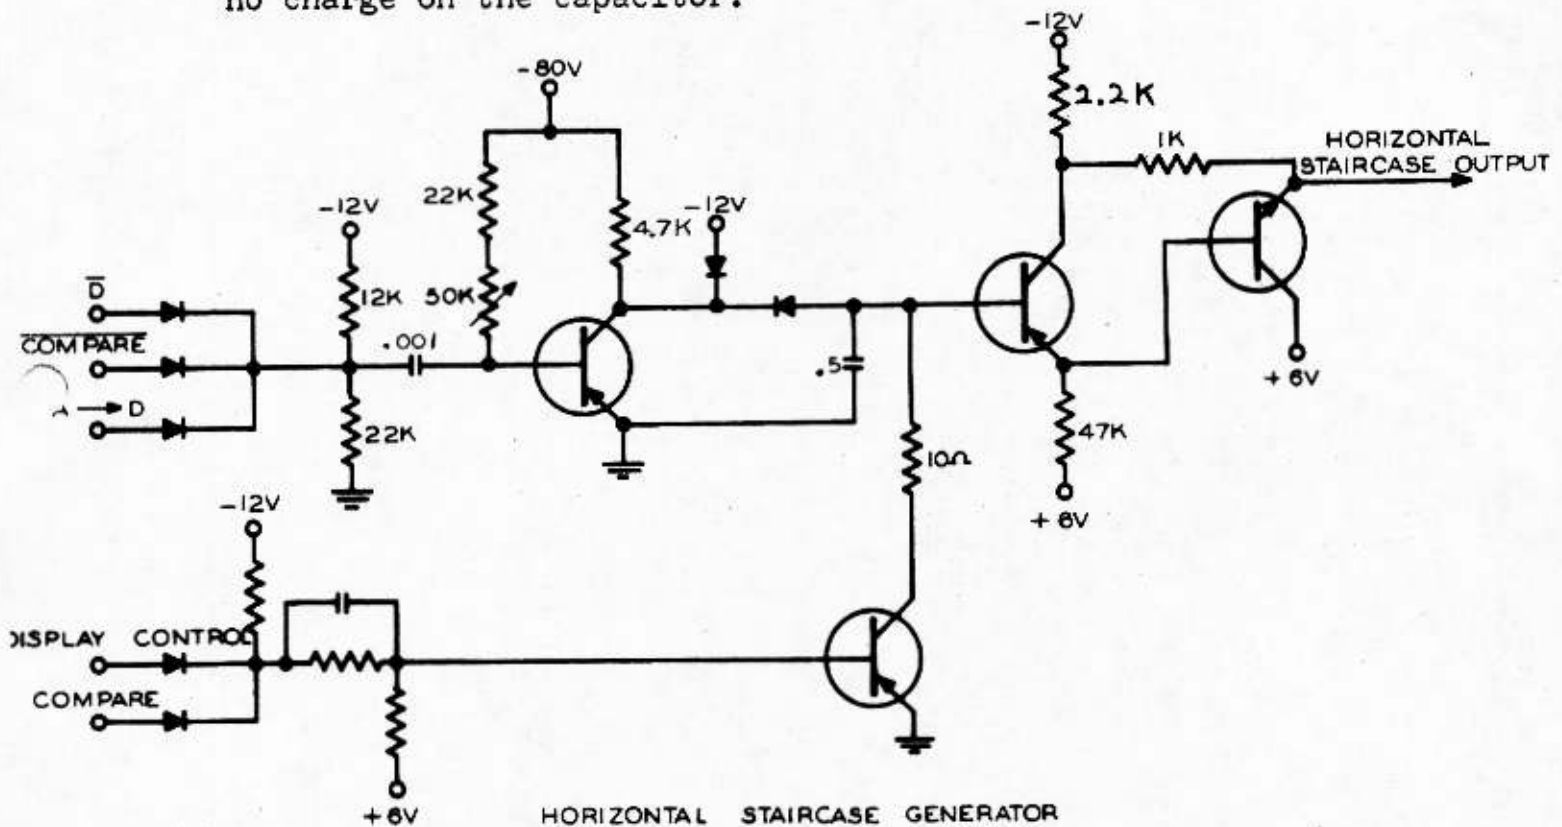 no charge on the capacitor.
-12V
-80V
2.2K
1K
HORIZONTAL
STAIRCASE OUTPUT
22K
-12V
4.7K
-12V
D̅
12K
50K
C̅O̅M̅P̅A̅R̅E̅
.001
.5
+6V
→ D
22K
47K
10Ω
-12V
+6V
DISPLAY CONTROL
COMPARE
+6V
HORIZONTAL STAIRCASE GENERATOR